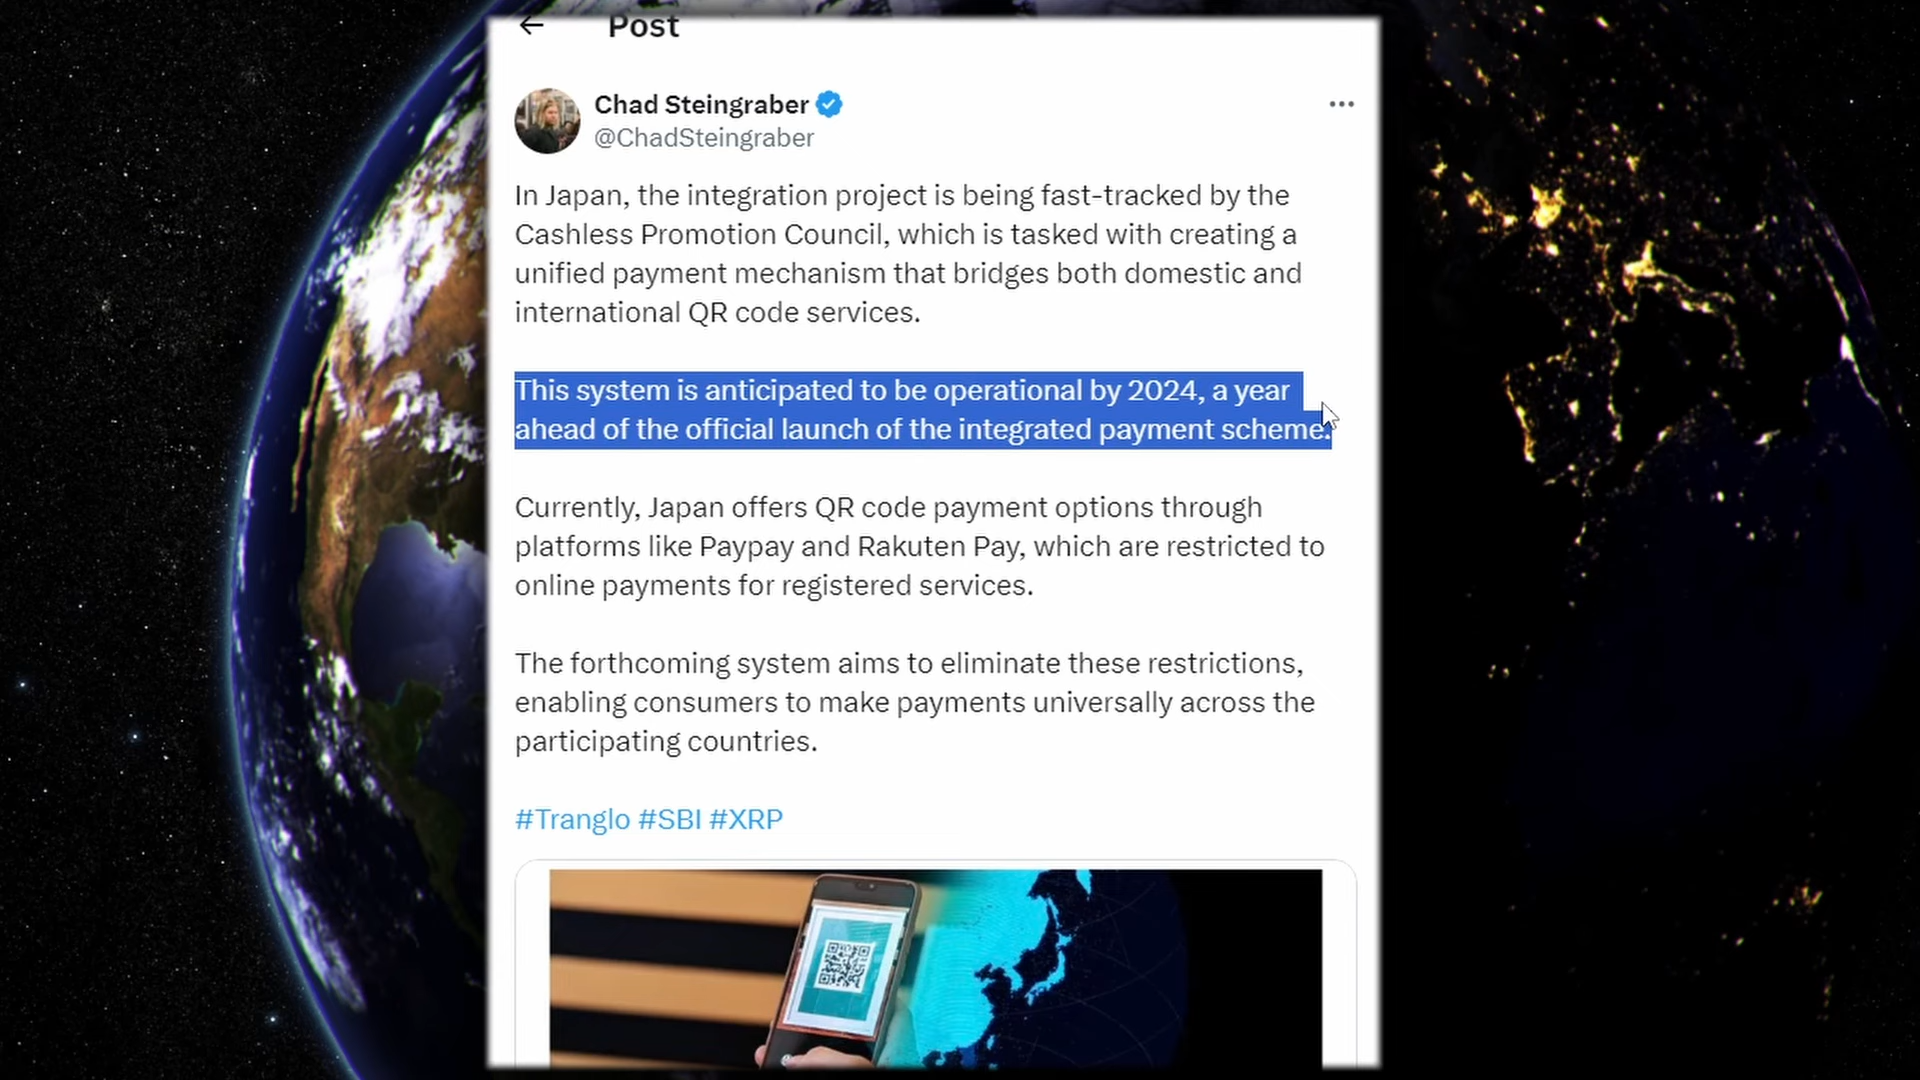 Post
Chad Steingraber
@ChadSteingraber
In Japan, the integration project is being fast-tracked by the
Cashless Promotion Council, which is tasked with creating a
unified payment mechanism that bridges both domestic and
international QR code services.
This system is anticipated to be operational by 2024, a year
ahead of the official launch of the integrated payment scheme.
Currently, Japan offers QR code payment options through
platforms like Paypay and Rakuten Pay, which are restricted to
online payments for registered services.
The forthcoming system aims to eliminate these restrictions,
enabling consumers to make payments universally across the
participating countries.
#Tranglo #SBI #XRP